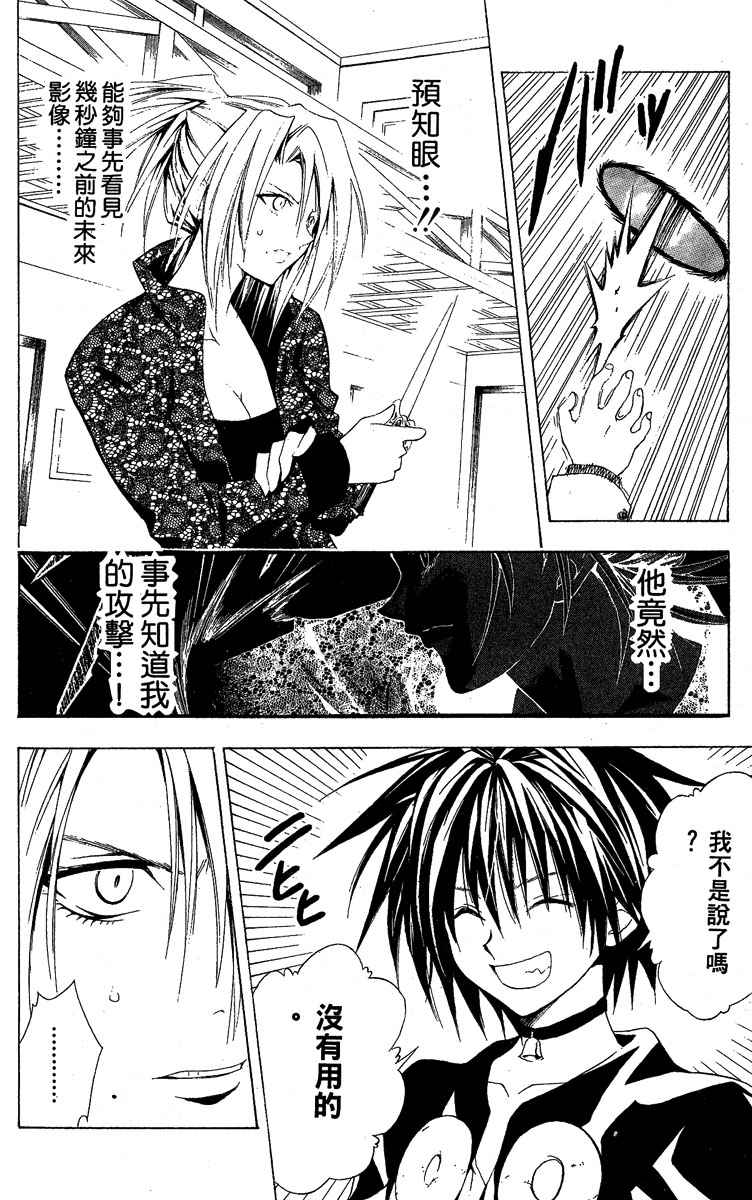 預知眼…!!
能夠事先看見
幾秒鐘之前的未來
影像………
他竟然…
事先知道我
的攻擊…!
我不是說了嗎
?
沒有用的
。
…………